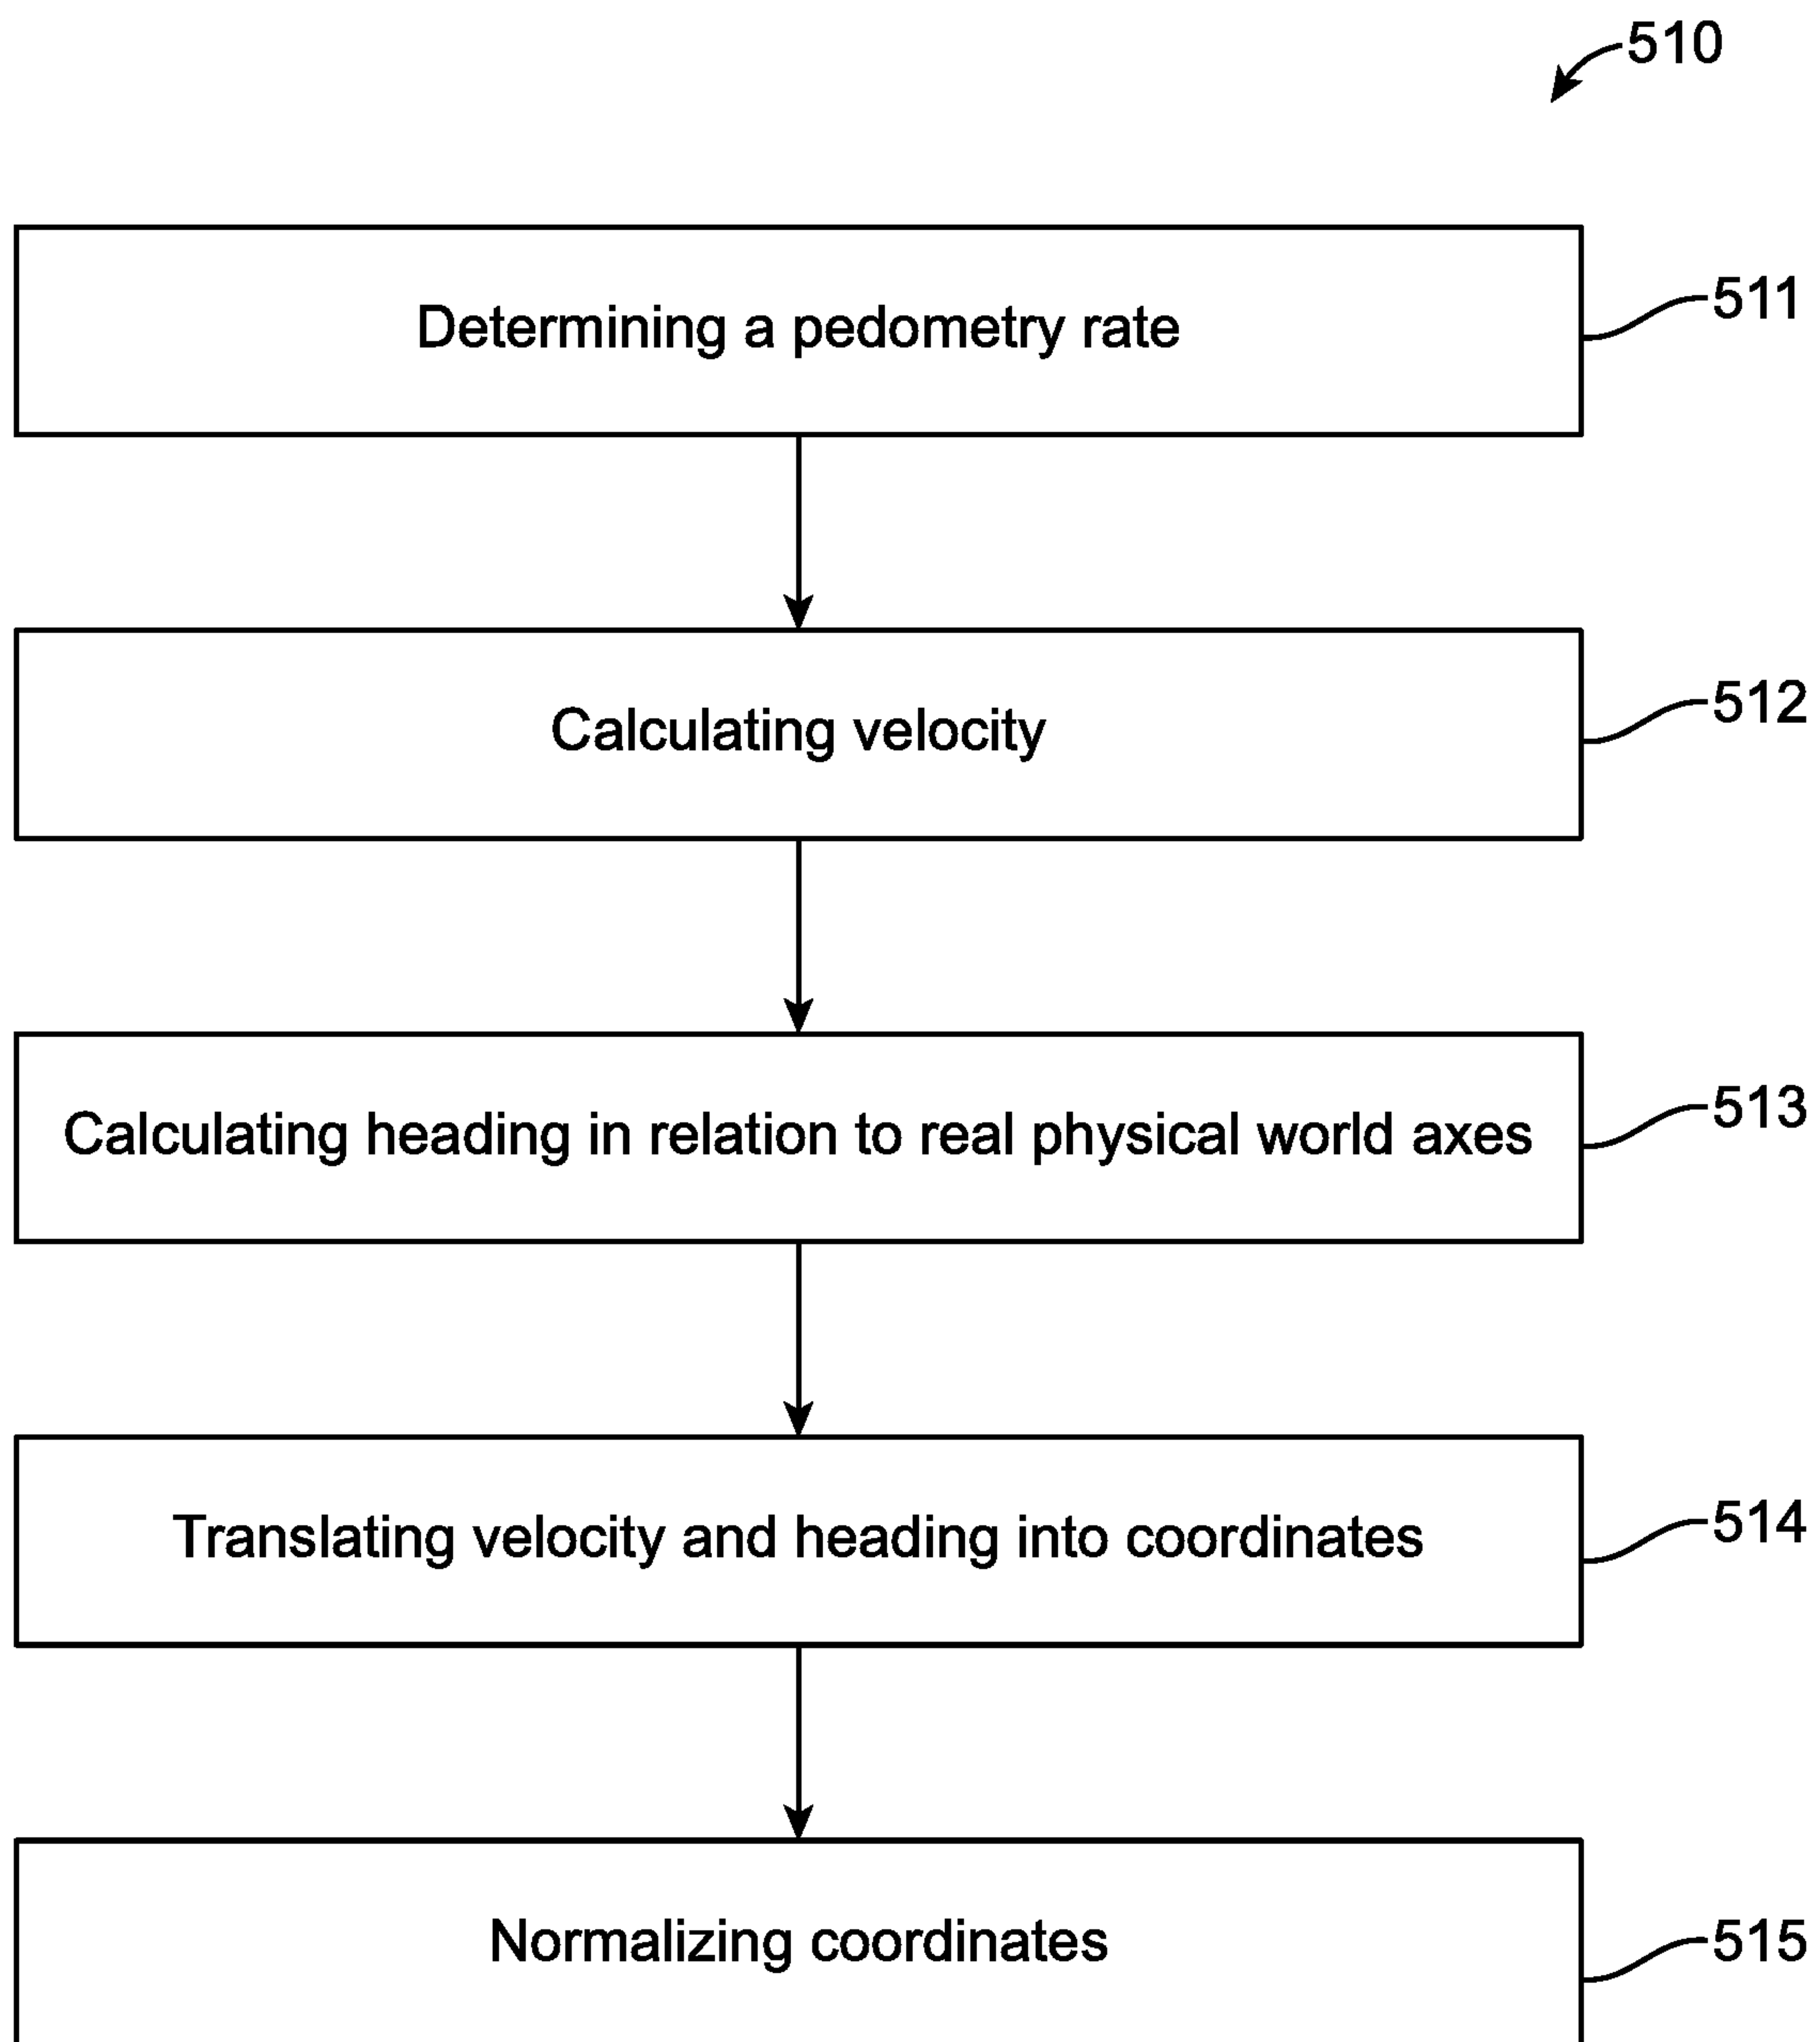 510
Determining a pedometry rate
511
Calculating velocity
512
Calculating heading in relation to real physical world axes
513
Translating velocity and heading into coordinates
514
Normalizing coordinates
515